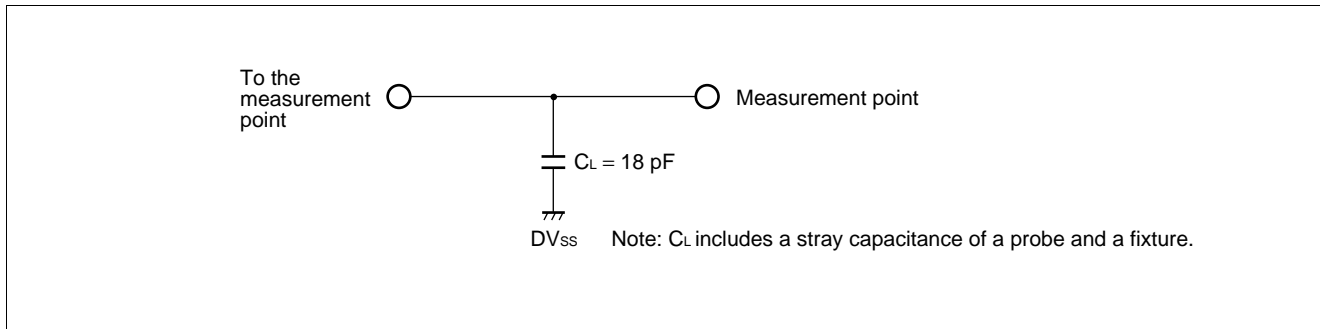 To the
measurement
point
Measurement point
CL = 18 pF
DVSS
Note: CL includes a stray capacitance of a probe and a fixture.